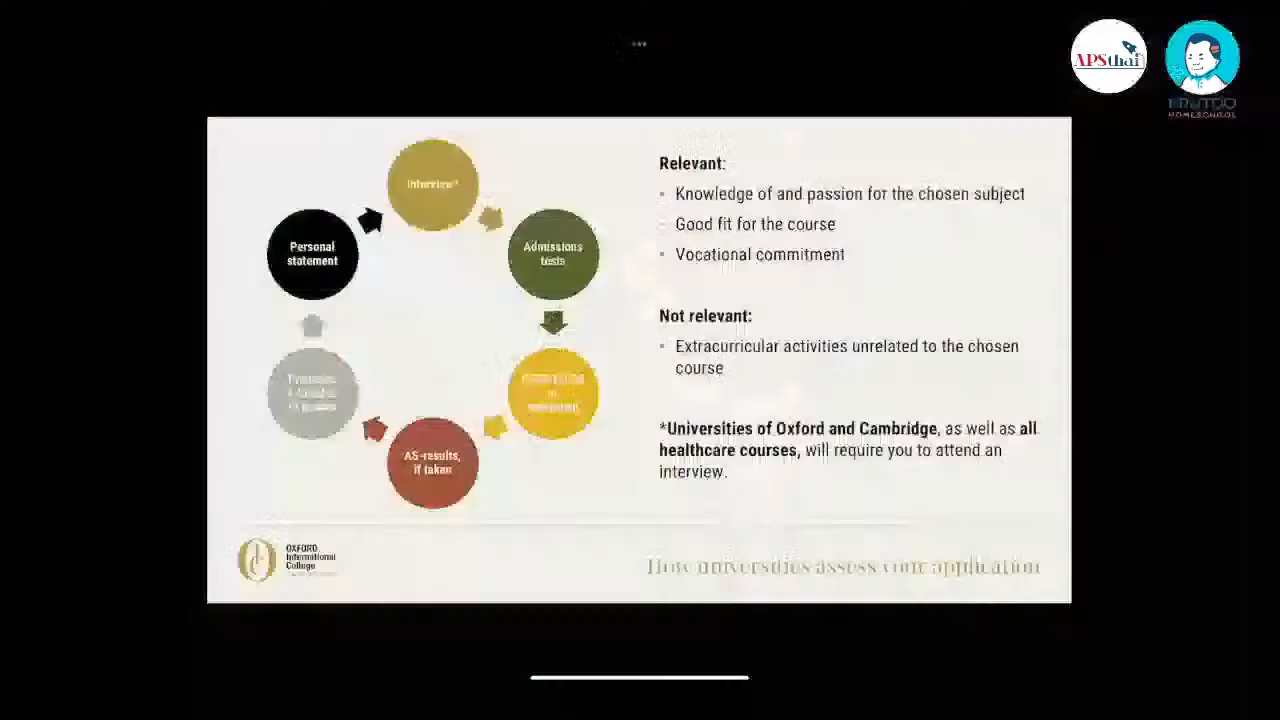 APSthai
HOMESCHOOL
Interview*
Personal
statement
Admissions
tests
AS-results,
if taken
Relevant:
Knowledge of and passion for the chosen subject
Good fit for the course
Vocational commitment
Not relevant:
Extracurricular activities unrelated to the chosen
course
*Universities of Oxford and Cambridge, as well as all
healthcare courses, will require you to attend an
interview.
OXFORD
International
College
How universities assess your application